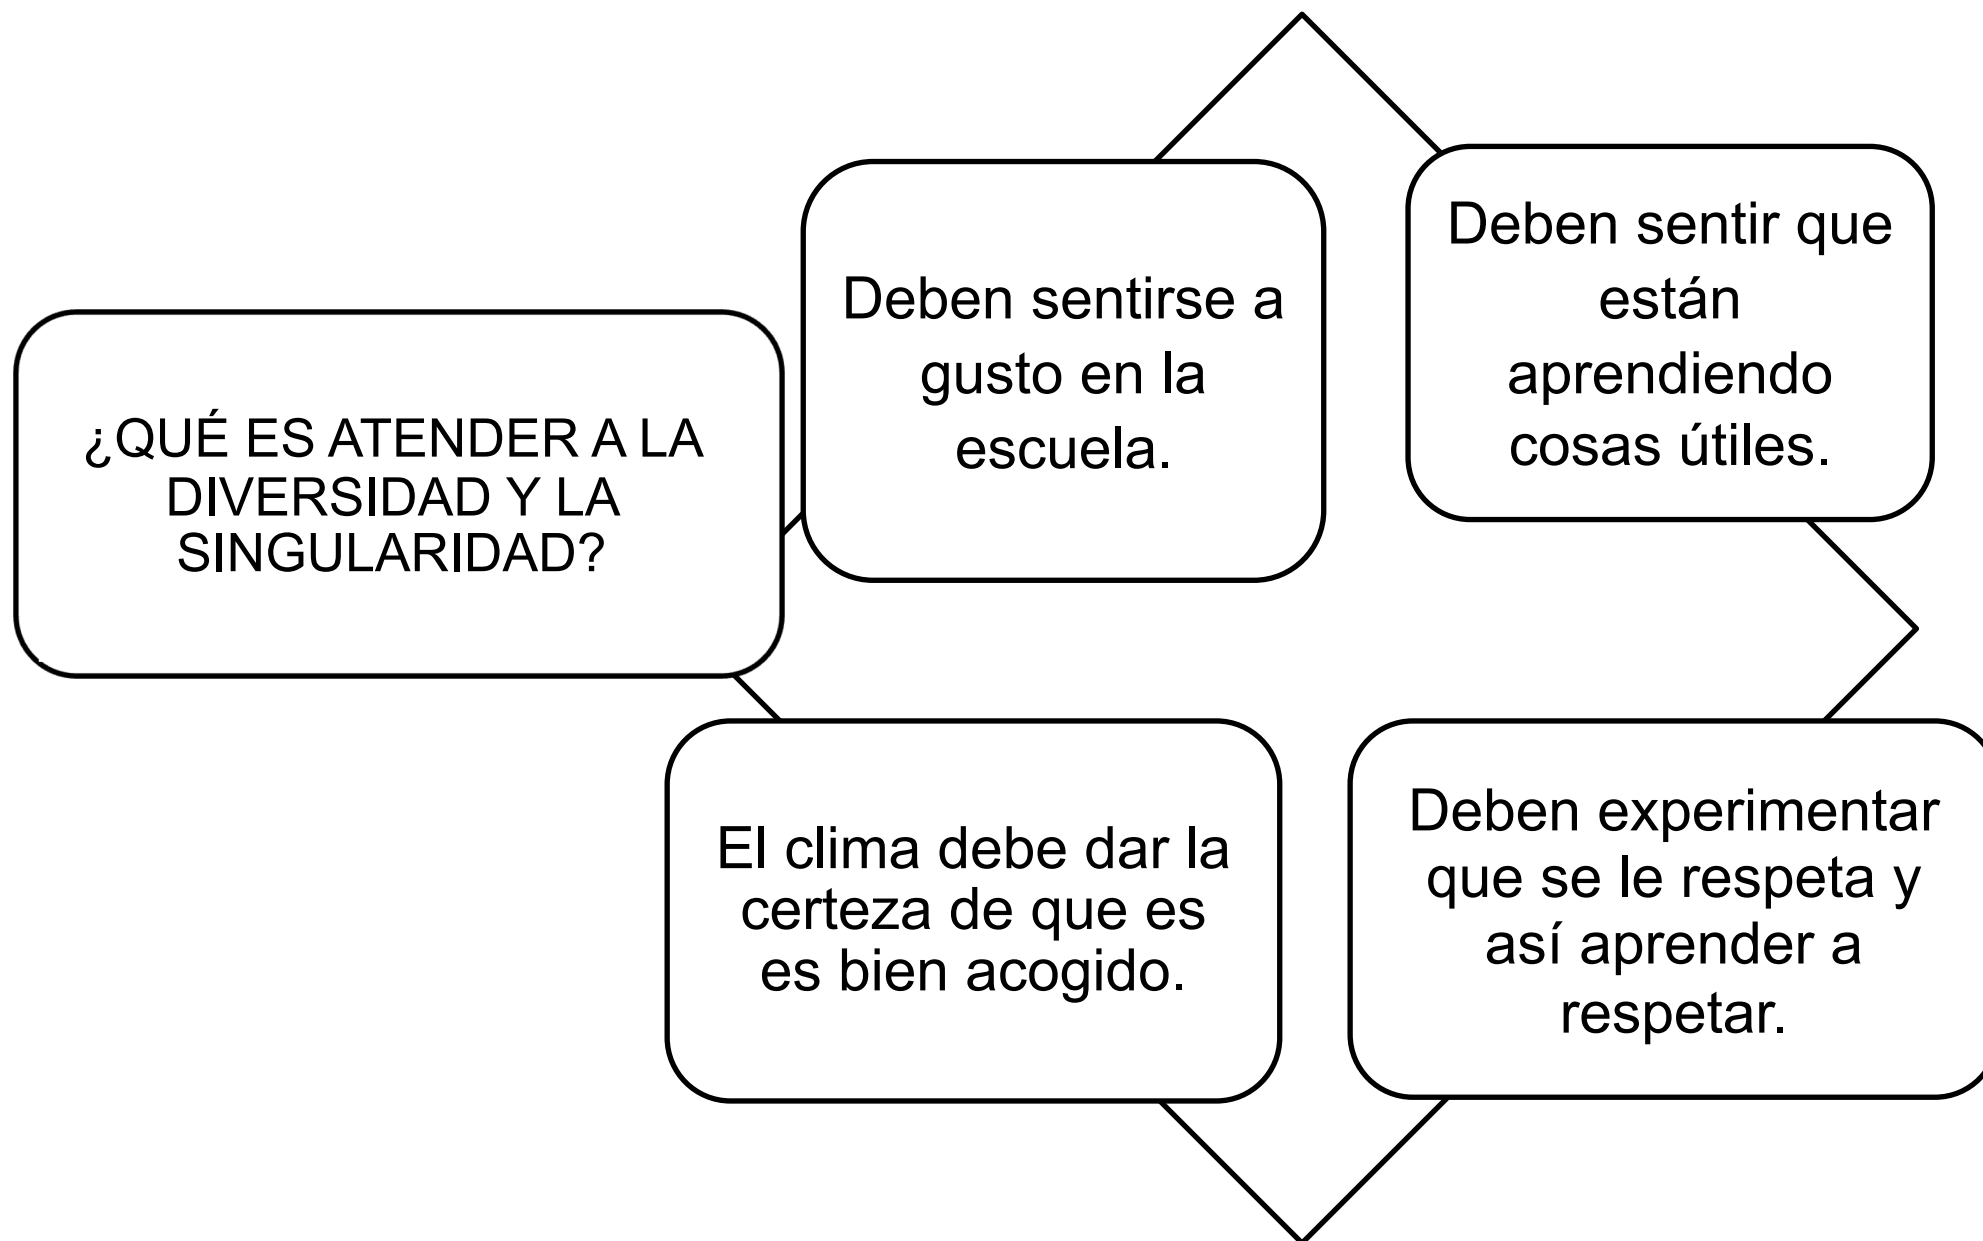 ¿QUÉ ES ATENDER A LA
DIVERSIDAD Y LA
SINGULARIDAD?
Deben sentirse a
gusto en la
escuela.
Deben sentir que
están
aprendiendo
cosas útiles.
El clima debe dar la
certeza de que es
es bien acogido.
Deben experimentar
que se le respeta y
así aprender a
respetar.